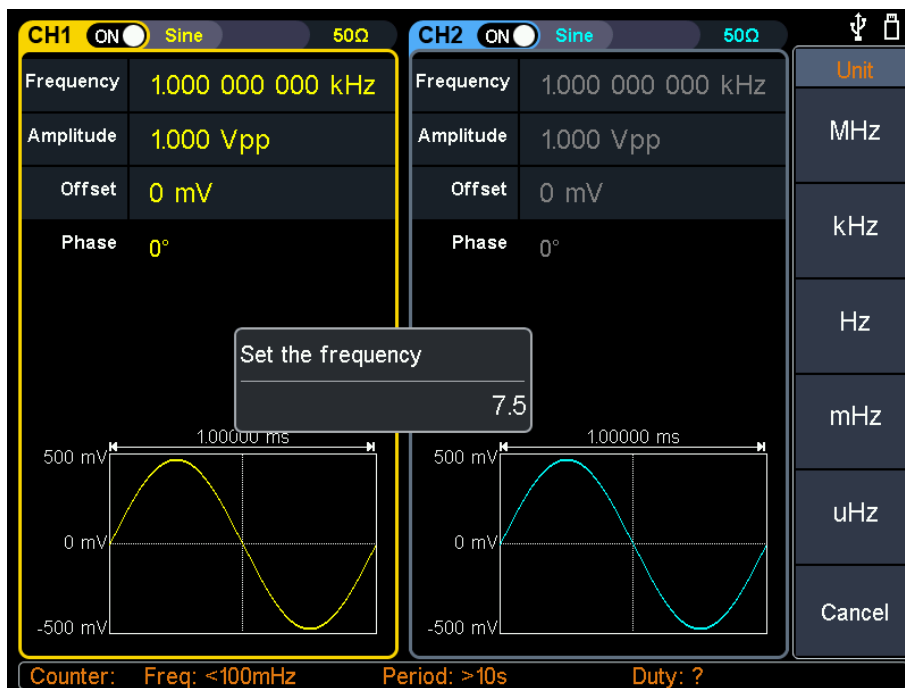 CH1 ON Sine 50Ω
Frequency 1.000 000 000 kHz
Amplitude 1.000 Vpp
Offset 0 mV
Phase 0°
1.00000 ms
500 mV
0 mV
-500 mV
CH2 ON Sine 50Ω
Frequency 1.000 000 000 kHz
Amplitude 1.000 Vpp
Offset 0 mV
Phase 0°
1.00000 ms
500 mV
0 mV
-500 mV
Set the frequency
7.5
Unit
MHz
kHz
Hz
mHz
uHz
Cancel
Counter: Freq: <100mHz Period: >10s Duty: ?